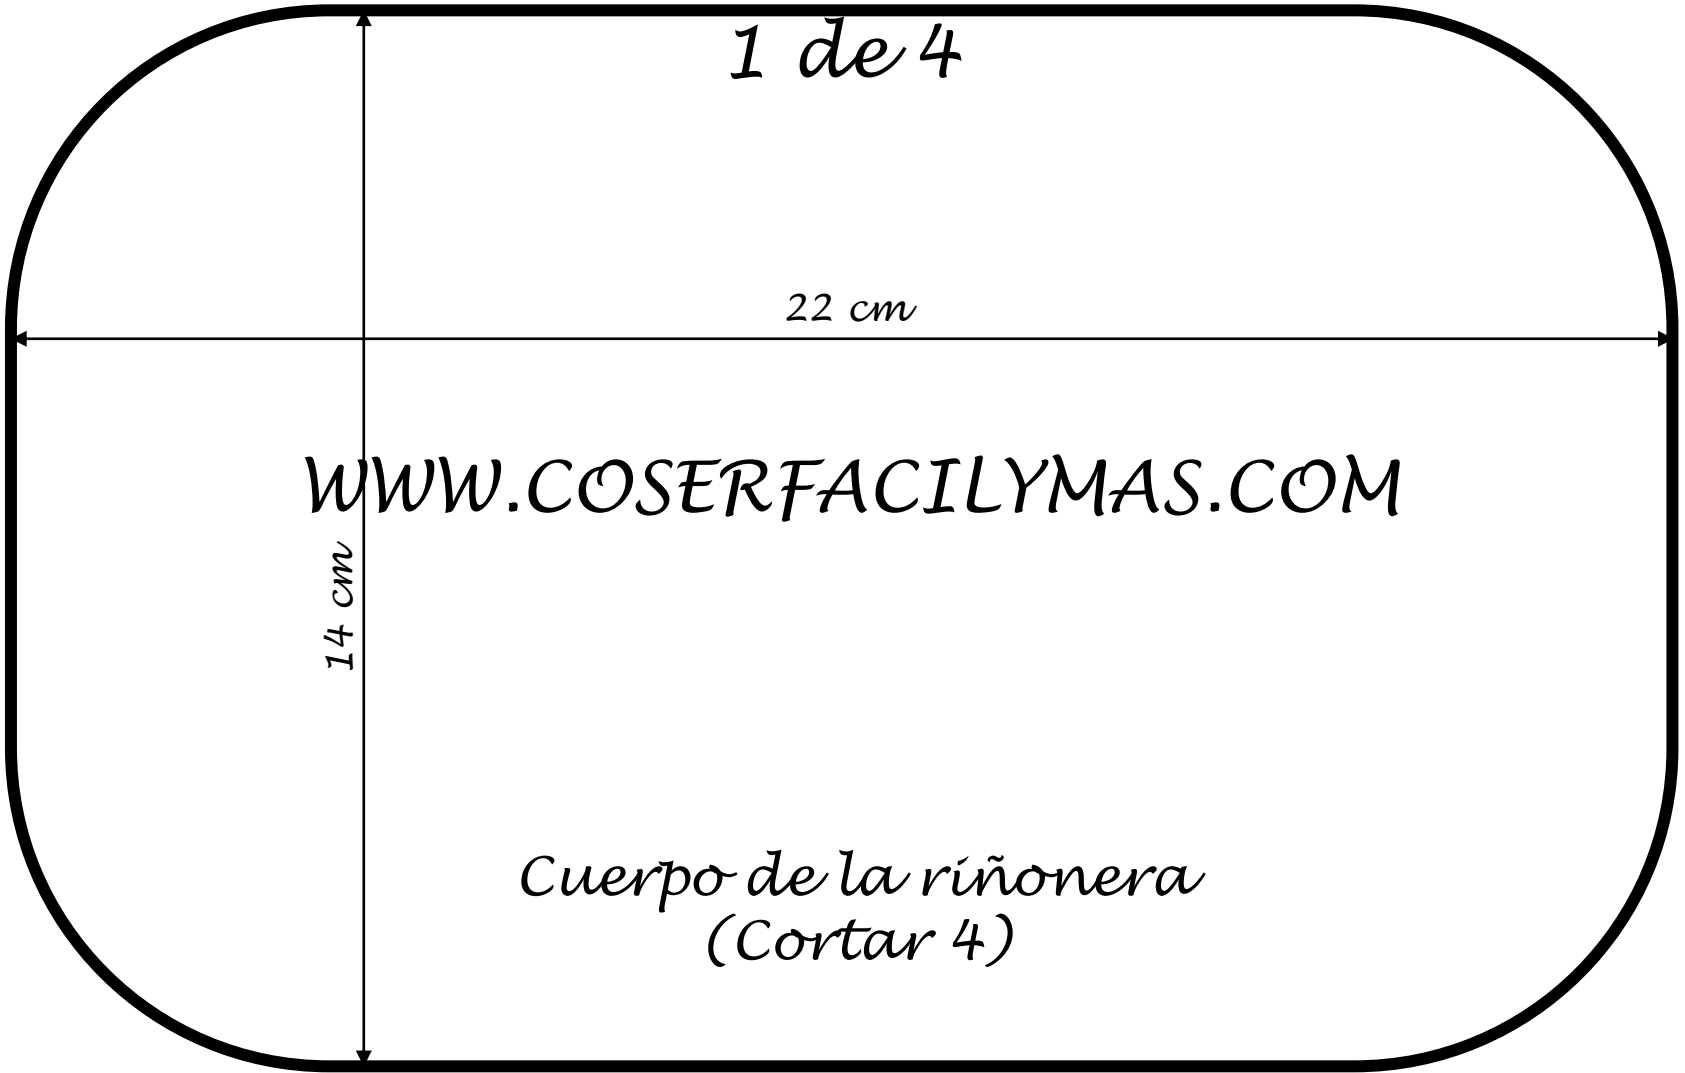 1 de 4
22 cm
WWW.COSERFACILYMAS.COM
14 cm
Cuerpo de la riñonera
(Cortar 4)